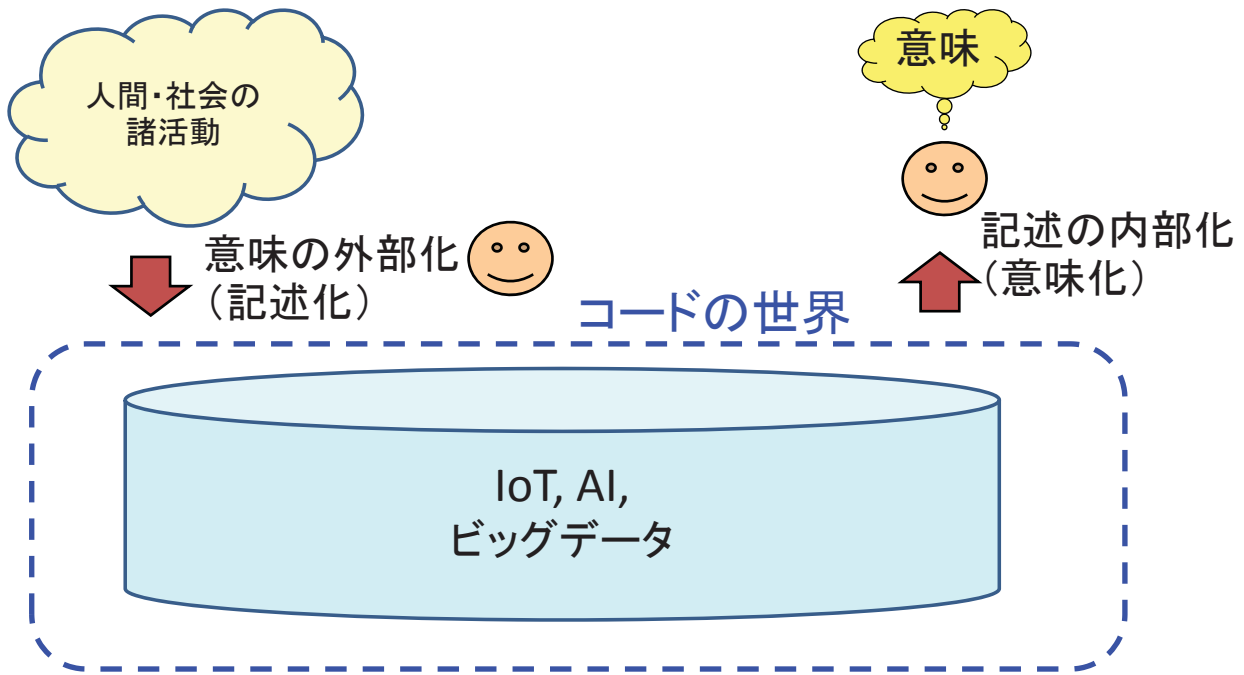 人間・社会の
諸活動
意味
意味の外部化
（記述化）
記述の内部化
（意味化）
コードの世界
IoT, AI,
ビッグデータ